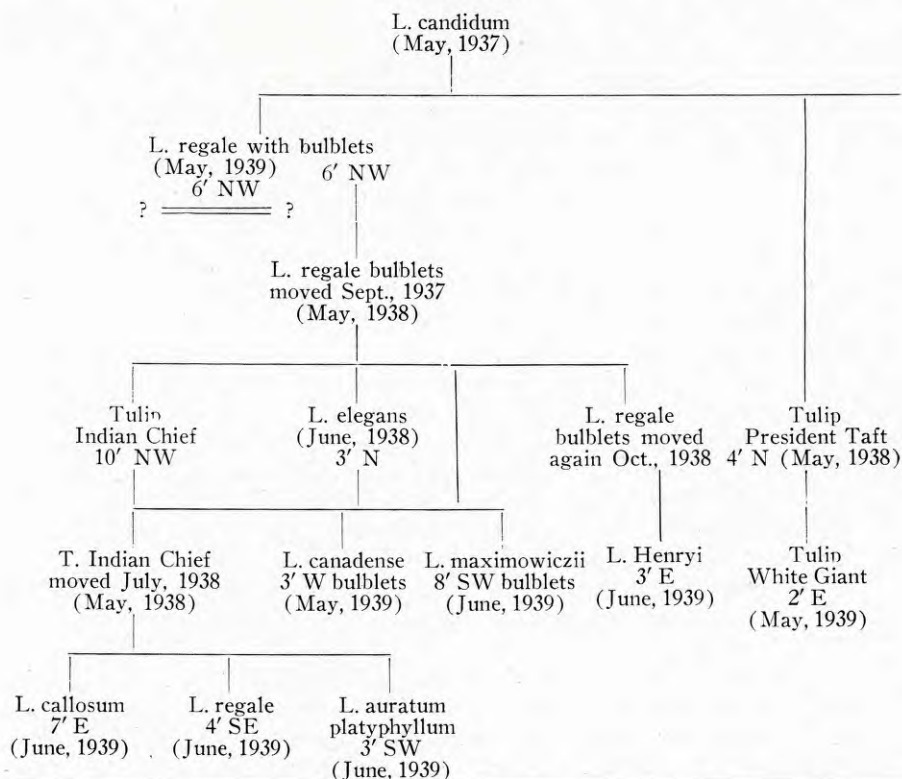 L. candidum
(May, 1937)
L. regale with bulblets
(May, 1939)
6′ NW
6′ NW
? ?
L. regale bulblets
moved Sept., 1937
(May, 1938)
Tulip
Indian Chief
10′ NW
L. elegans
(June, 1938)
3′ N
L. regale
bulblets moved
again Oct., 1938
Tulip
President Taft
4′ N (May, 1938)
T. Indian Chief
moved July, 1938
(May, 1938)
L. canadense
3′ W bulblets
(May, 1939)
L. maximowiczii
8′ SW bulblets
(June, 1939)
L. Henryi
3′ E
(June, 1939)
Tulip
White Giant
2′ E
(May, 1939)
L. callosum
7′ E
(June, 1939)
L. regale
4′ SE
(June, 1939)
L. auratum
platyphyllum
3′ SW
(June, 1939)